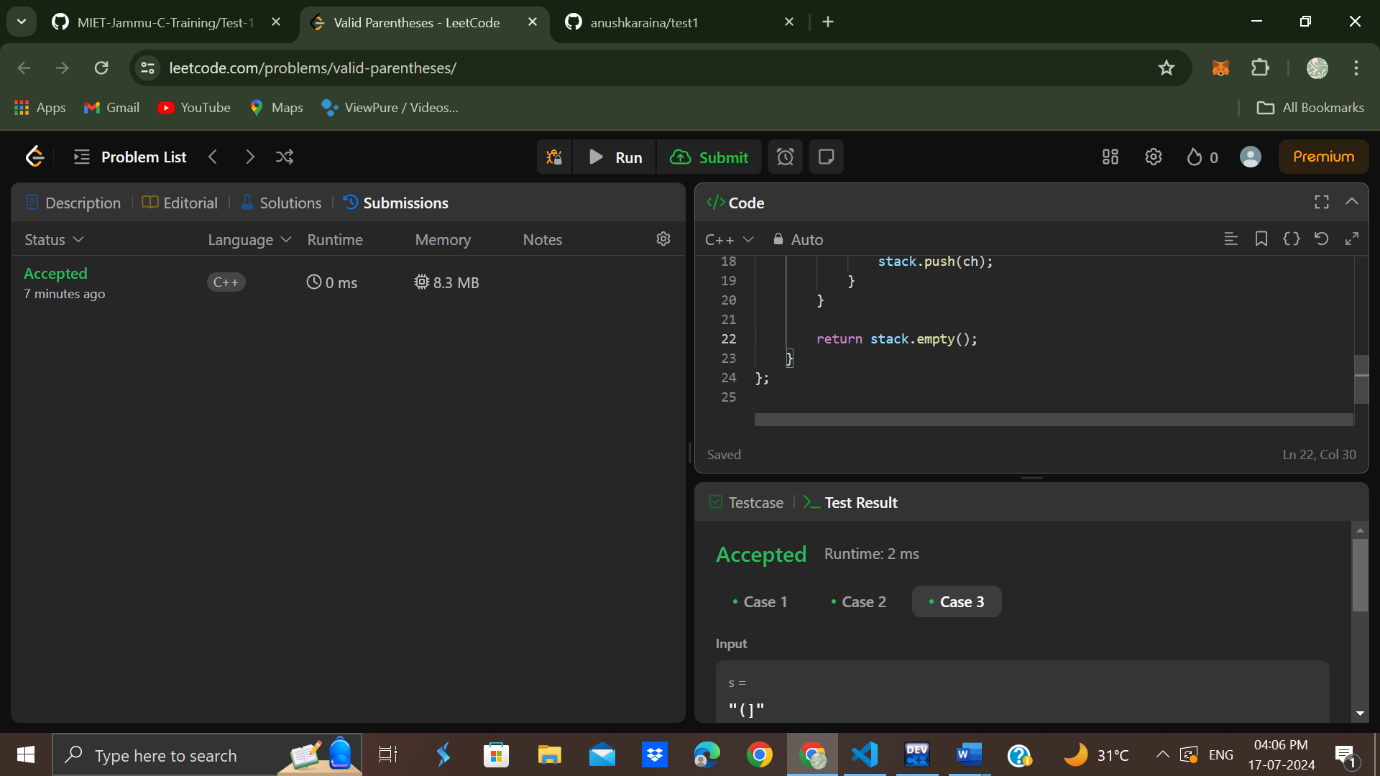 MIET-Jammu-C-Training/Test-1
Valid Parentheses - LeetCode
anushkaraina/test1
leetcode.com/problems/valid-parentheses/
Apps
Gmail
YouTube
Maps
ViewPure / Videos...
All Bookmarks
Problem List
Run
Submit
0
Premium
Description
Editorial
Solutions
Submissions
Status
Language
Runtime
Memory
Notes
Accepted
7 minutes ago
C++
0 ms
8.3 MB
</> Code
C++
Auto
18 stack.push(ch);
19 }
20 }
21
22 return stack.empty();
23 }
24 };
25
Saved
Ln 22, Col 30
Testcase
>_ Test Result
Accepted
Runtime: 2 ms
• Case 1
• Case 2
• Case 3
Input
s =
"(]"
Type here to search
DEV
31°C
ENG
04:06 PM
17-07-2024
1